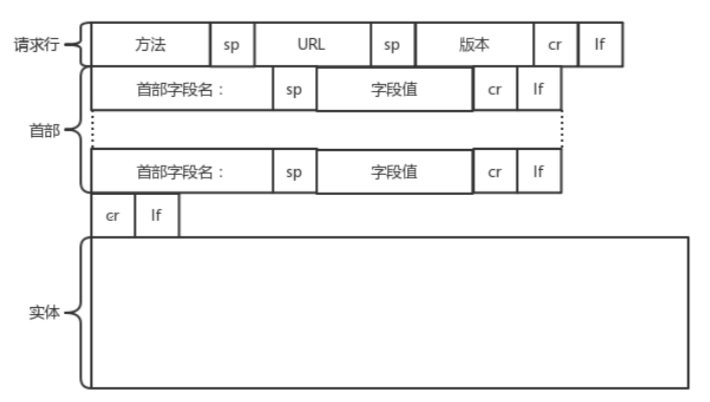 请求行 方法 sp URL sp 版本 cr lf
首部字段名： sp 字段值 cr lf
首部
首部字段名： sp 字段值 cr lf
cr lf
实体